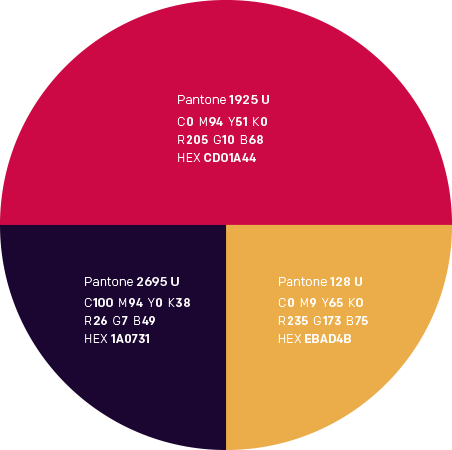 Pantone 1925 U
C0 M94 Y51 K0
R205 G10 B68
HEX CD01A44
Pantone 2695 U
C100 M94 Y0 K38
R26 G7 B49
HEX 1A0731
Pantone 128 U
C0 M9 Y65 K0
R235 G173 B75
HEX EBAD4B